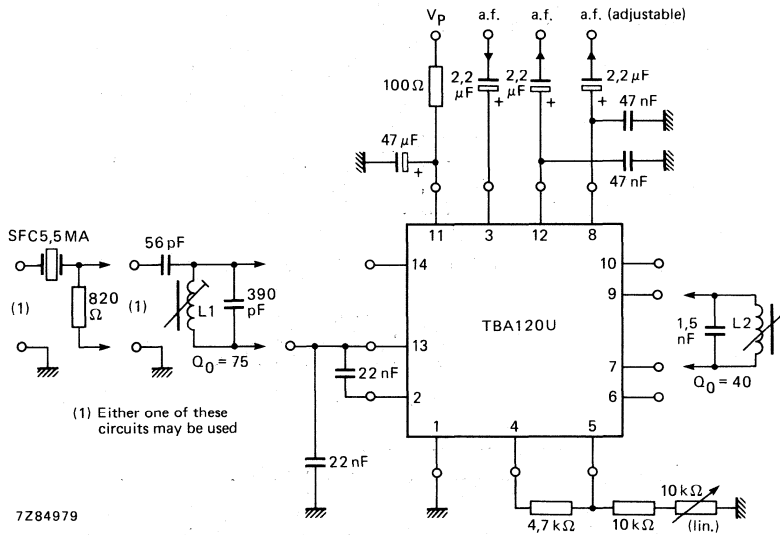 Vp a.f. a.f. a.f. (adjustable)
100Ω
2,2 μF
+
2,2 μF
+
2,2 μF
+
47 nF
47 μF
+
47 nF
11 3 12 8
SFC5,5MA
56 pF
14
10
9
(1)
820 Ω
(1)
L1
390 pF
TBA120U
1,5 nF
L2
13
7
Q0 = 75
22 nF
Q0 = 40
2
6
(1) Either one of these
circuits may be used
1 4 5
22 nF
10 kΩ
4,7 kΩ
10 kΩ
(lin.)
7Z84979